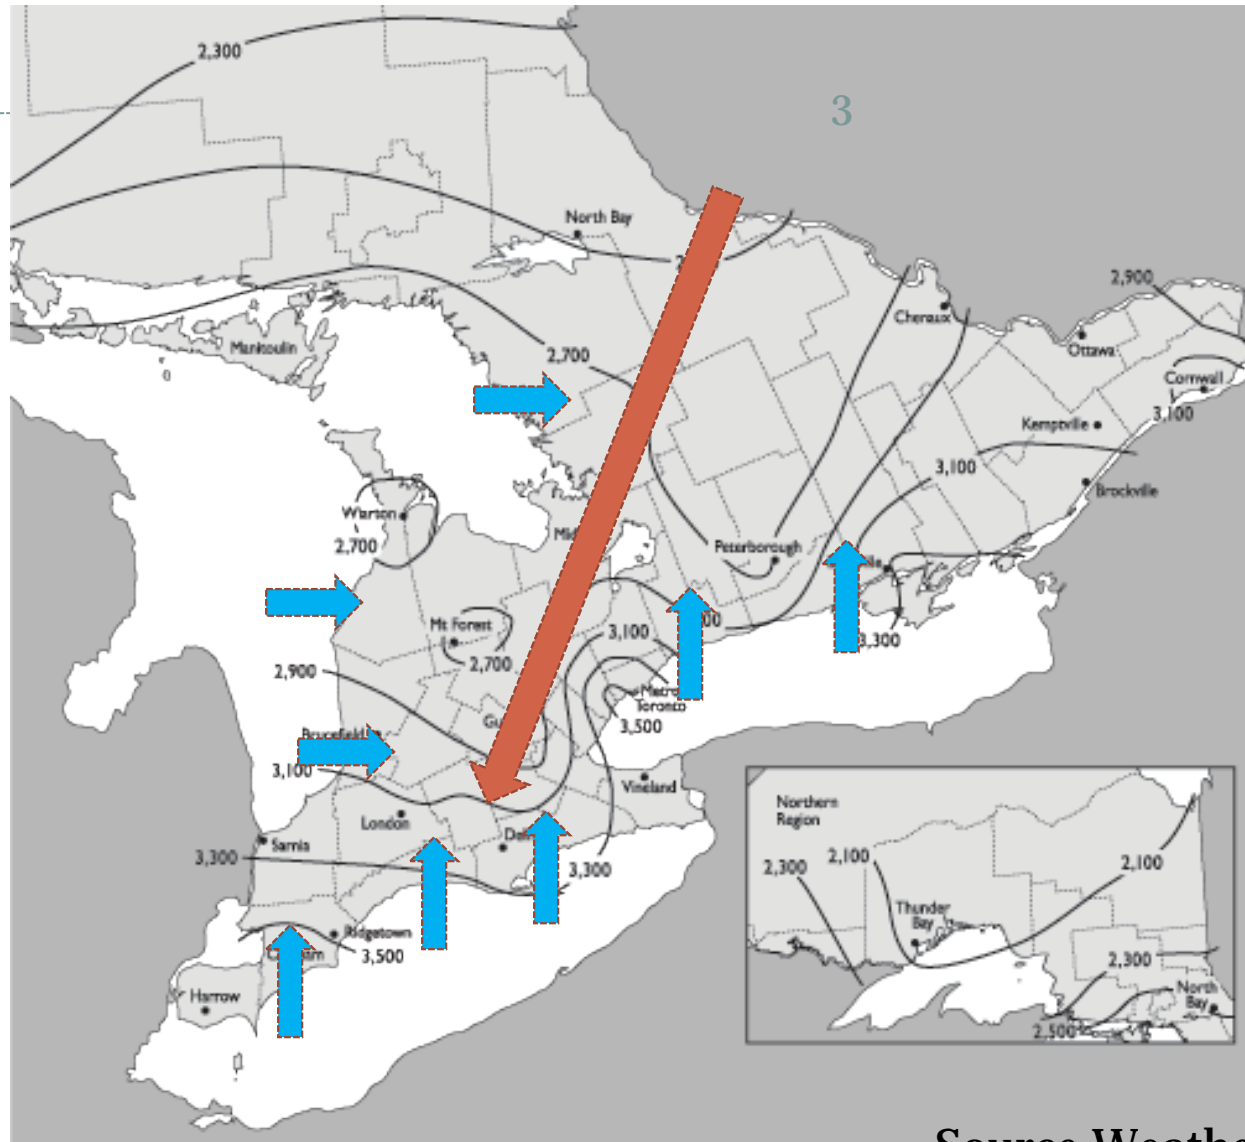 2,300
3
North Bay
2,900
Chenaux
Ottawa
Manitoulin
2,700
Cornwall
3,100
Kemptville
3,100
Brockville
Wiarton
2,700
Peterborough
Mt Forest
3,100
3,300
2,900
2,700
Metro
Toronto
3,500
Brucefield
3,100
Vineland
Northern
Region
London
Sarnia
3,300
3,300
2,300
2,100
2,100
Thunder
Bay
Ridgetown
3,500
2,300
Harrow
North
Bay
2,500
Source Weathe